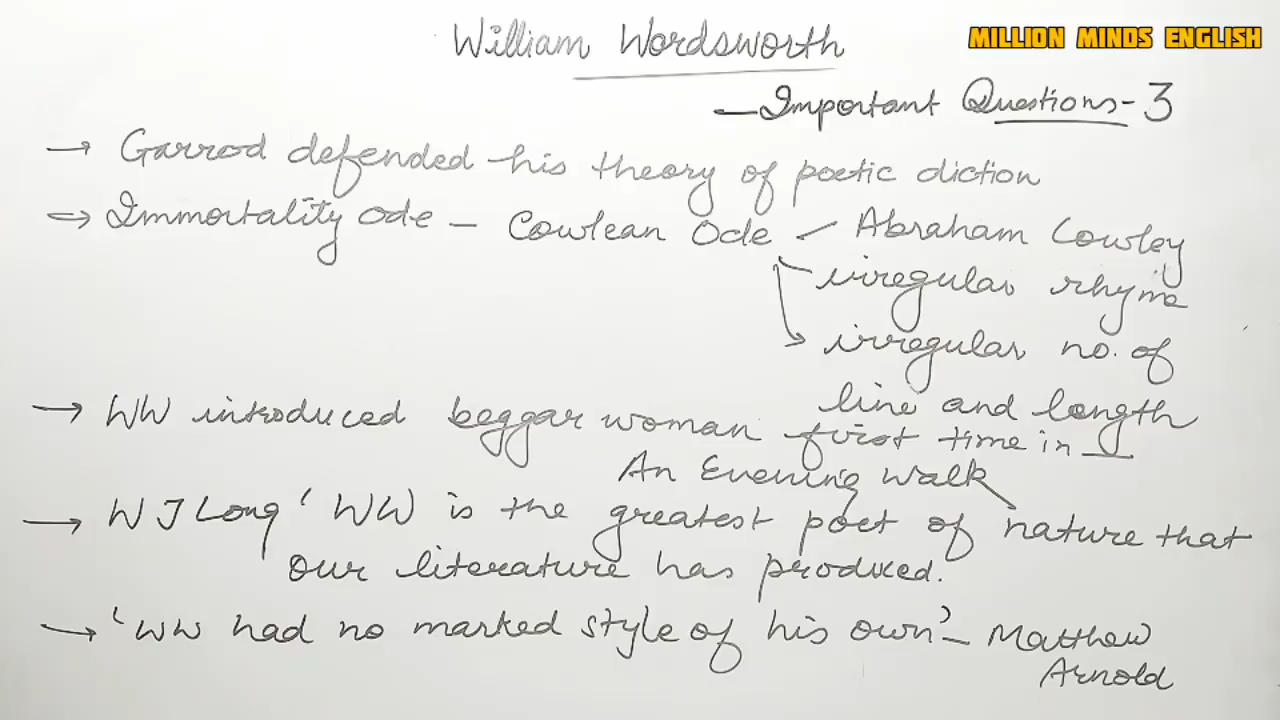 William Wordsworth
MILLION MINDS ENGLISH
— Important Questions - 3
→ Garrod defended his theory of poetic diction
→ Immortality Ode — Cowlean Ode — Abraham Cowley
irregular rhyme
irregular no. of
line and length
→ WW introduced beggar woman first time in __
An Evening Walk
→ W J Long ' WW is the greatest poet of nature that
our literature has produced.
→ 'WW had no marked style of his own' — Matthew
Arnold